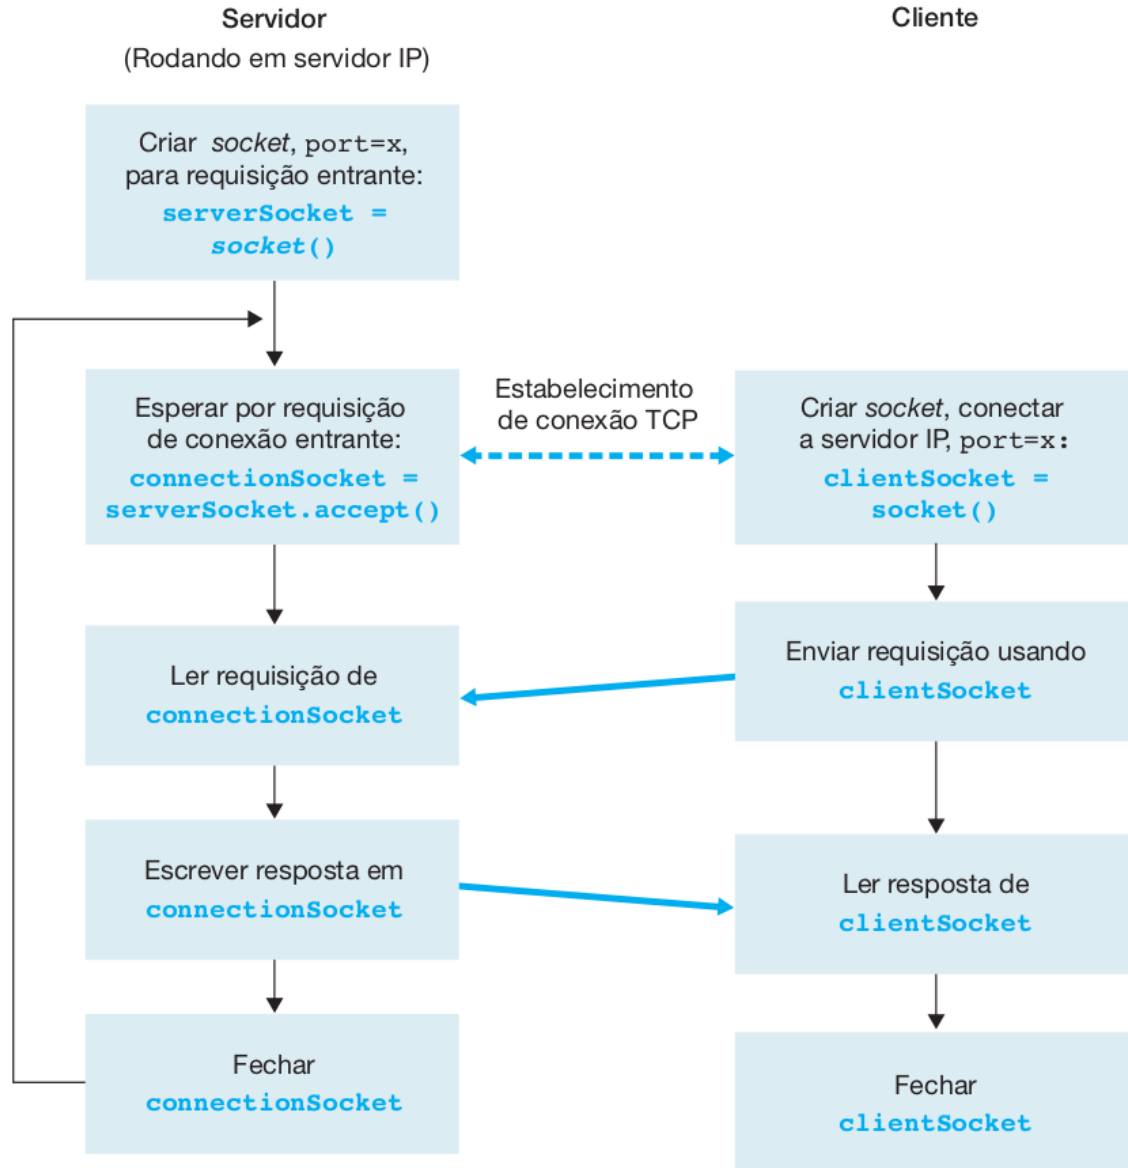 Servidor
(Rodando em servidor IP)
Criar socket, port=x,
para requisição entrante:
serverSocket =
socket()
Esperar por requisição
de conexão entrante:
connectionSocket =
serverSocket.accept()
Ler requisição de
connectionSocket
Escrever resposta em
connectionSocket
Fechar
connectionSocket
Estabelecimento
de conexão TCP
Cliente
Criar socket, conectar
a servidor IP, port=x:
clientSocket =
socket()
Enviar requisição usando
clientSocket
Ler resposta de
clientSocket
Fechar
clientSocket